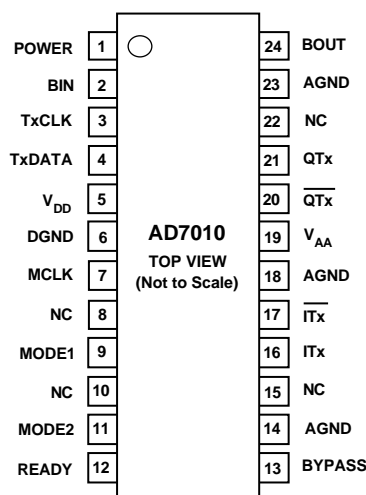 POWER 1 24 BOUT
BIN 2 23 AGND
TxCLK 3 22 NC
TxDATA 4 21 QTx
VDD 5 20 QTx
DGND 6 AD7010 19 VAA
MCLK 7 TOP VIEW 18 AGND
(Not to Scale)
NC 8 17 ITx
MODE1 9 16 ITx
NC 10 15 NC
MODE2 11 14 AGND
READY 12 13 BYPASS